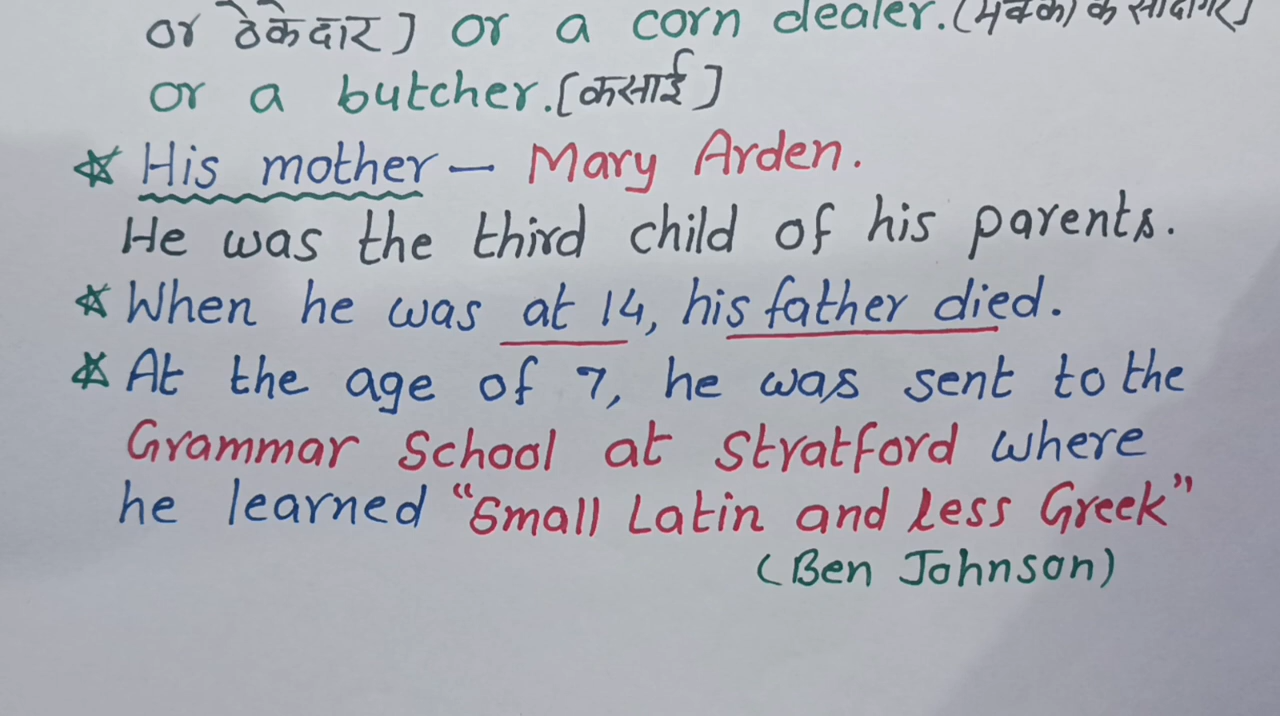 or ठेकेदार] or a corn dealer.(मक्का के सौदागर]
or a butcher.[कसाई]
His mother — Mary Arden.
He was the third child of his parents.
When he was at 14, his father died.
At the age of 7, he was sent to the
Grammar School at Stratford where
he learned "Small Latin and less Greek"
(Ben Johnson)